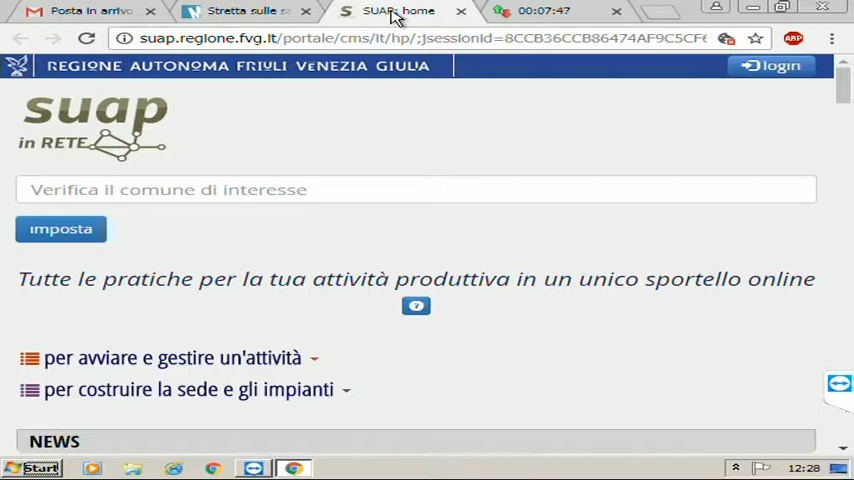 Posta in arrivo
Stretta sulle s
SUAP: home
00:07:47
suap.regione.fvg.it/portale/cms/it/hp/;jsessionid=8CCB36CCB86474AF9C5CF6
ABP
REGIONE AUTONOMA FRIULI VENEZIA GIULIA
login
suap
in RETE
Verifica il comune di interesse
imposta
Tutte le pratiche per la tua attività produttiva in un unico sportello online
?
per avviare e gestire un'attività
per costruire la sede e gli impianti
NEWS
Start
12:28